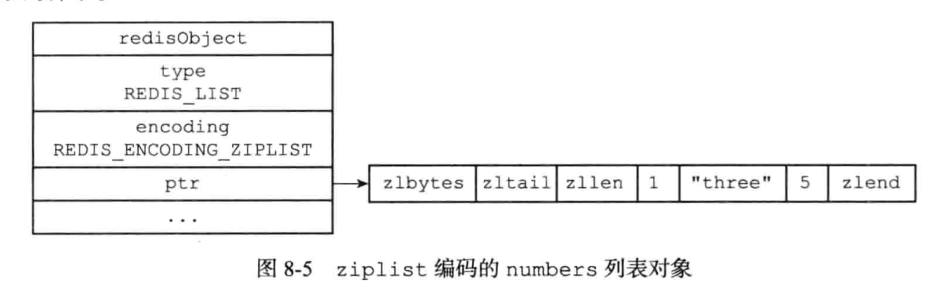 redisObject
type
REDIS_LIST
encoding
REDIS_ENCODING_ZIPLIST
ptr
zlbytes zltail zllen 1 "three" 5 zlend
...
图 8-5 ziplist 编码的 numbers 列表对象